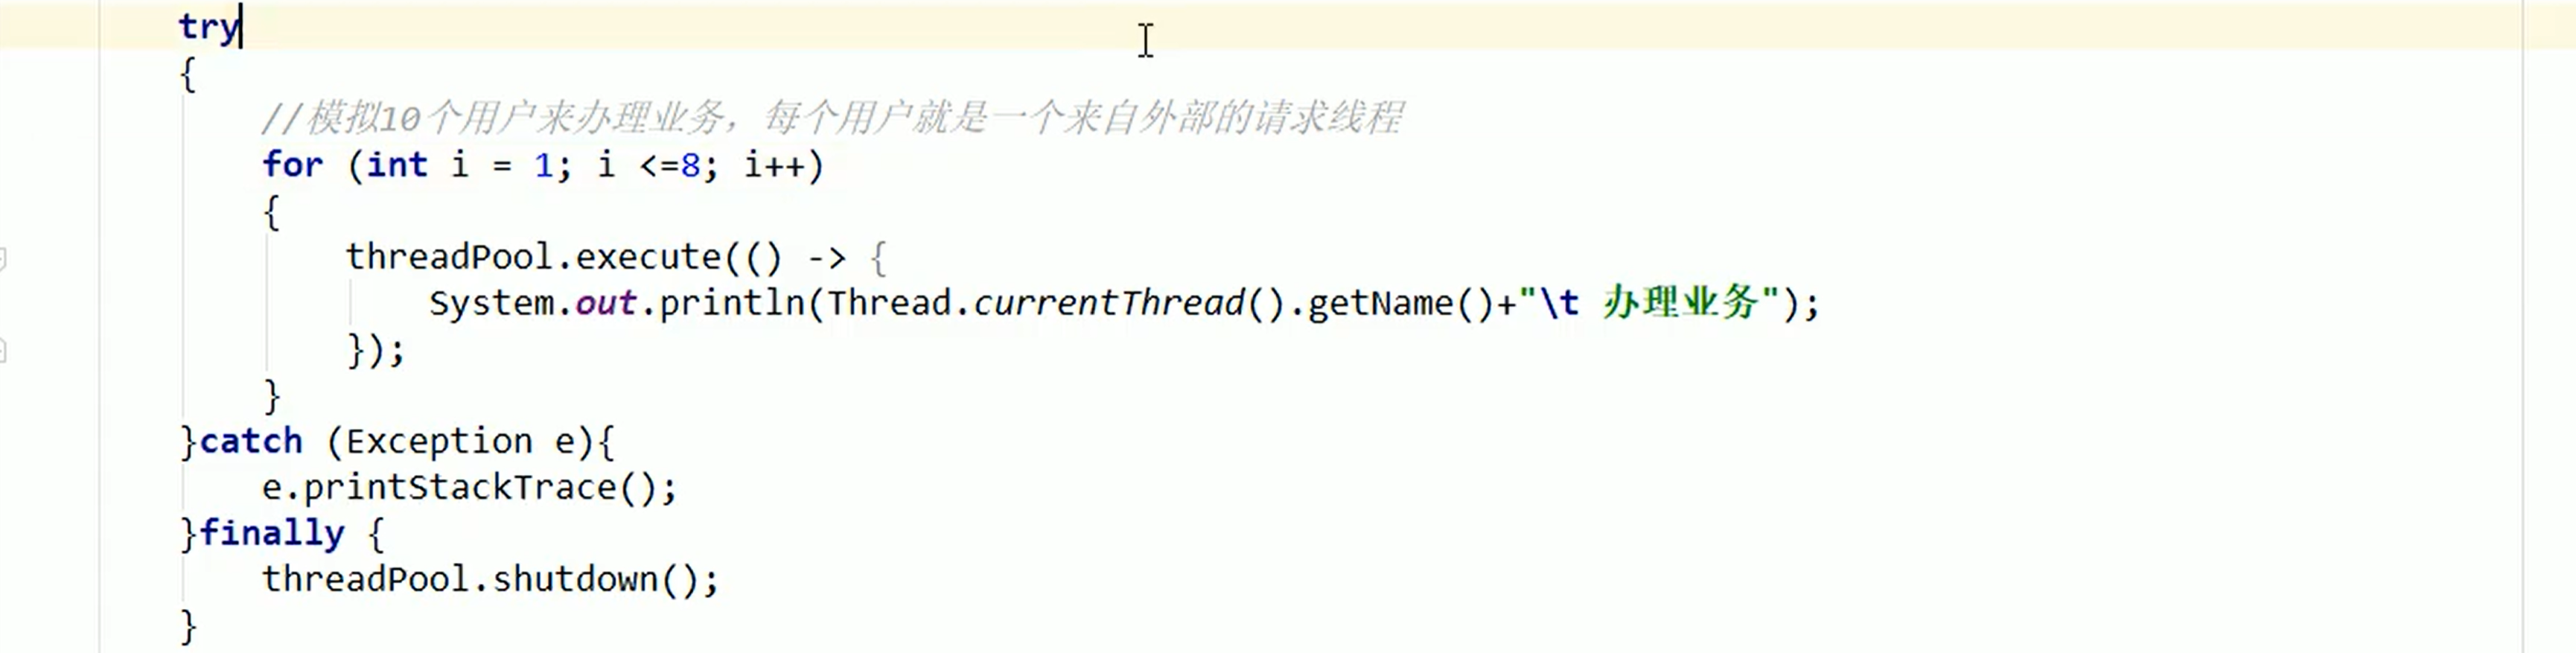 try
{
//模拟10个用户来办理业务，每个用户就是一个来自外部的请求线程
for (int i = 1; i <=8; i++)
{
threadPool.execute(() -> {
System.out.println(Thread.currentThread().getName()+"\t 办理业务");
});
}
}catch (Exception e){
e.printStackTrace();
}finally {
threadPool.shutdown();
}